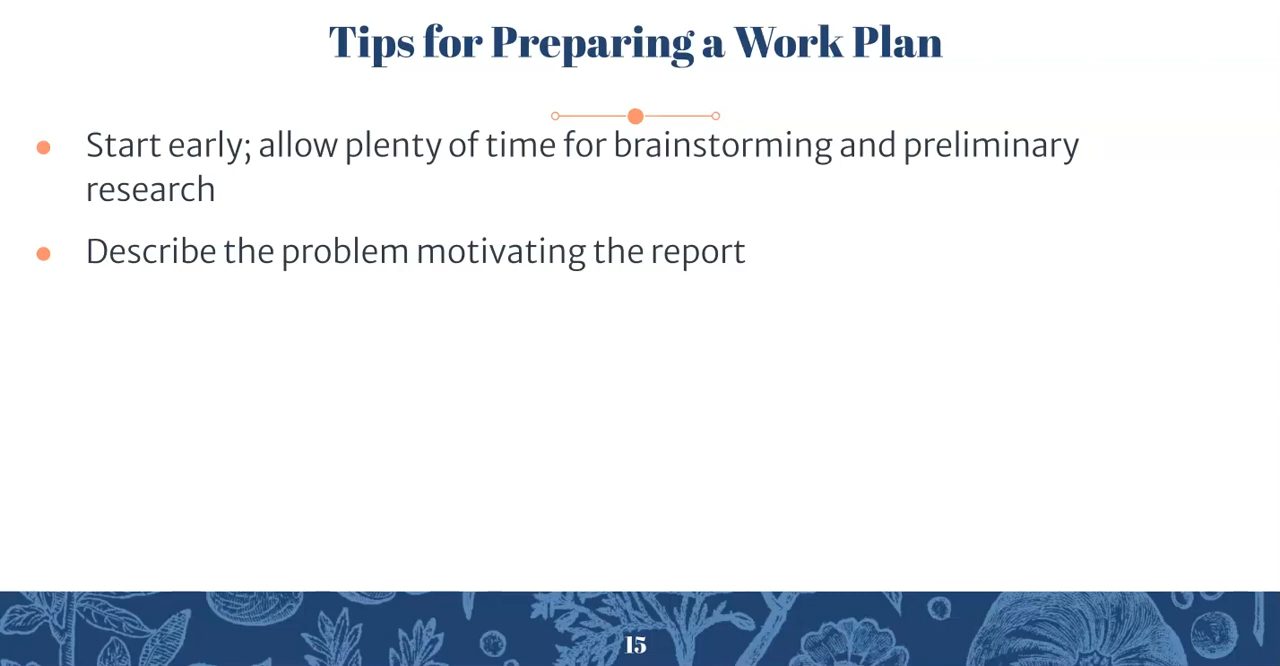 Tips for Preparing a Work Plan
Start early; allow plenty of time for brainstorming and preliminary
research
Describe the problem motivating the report
15